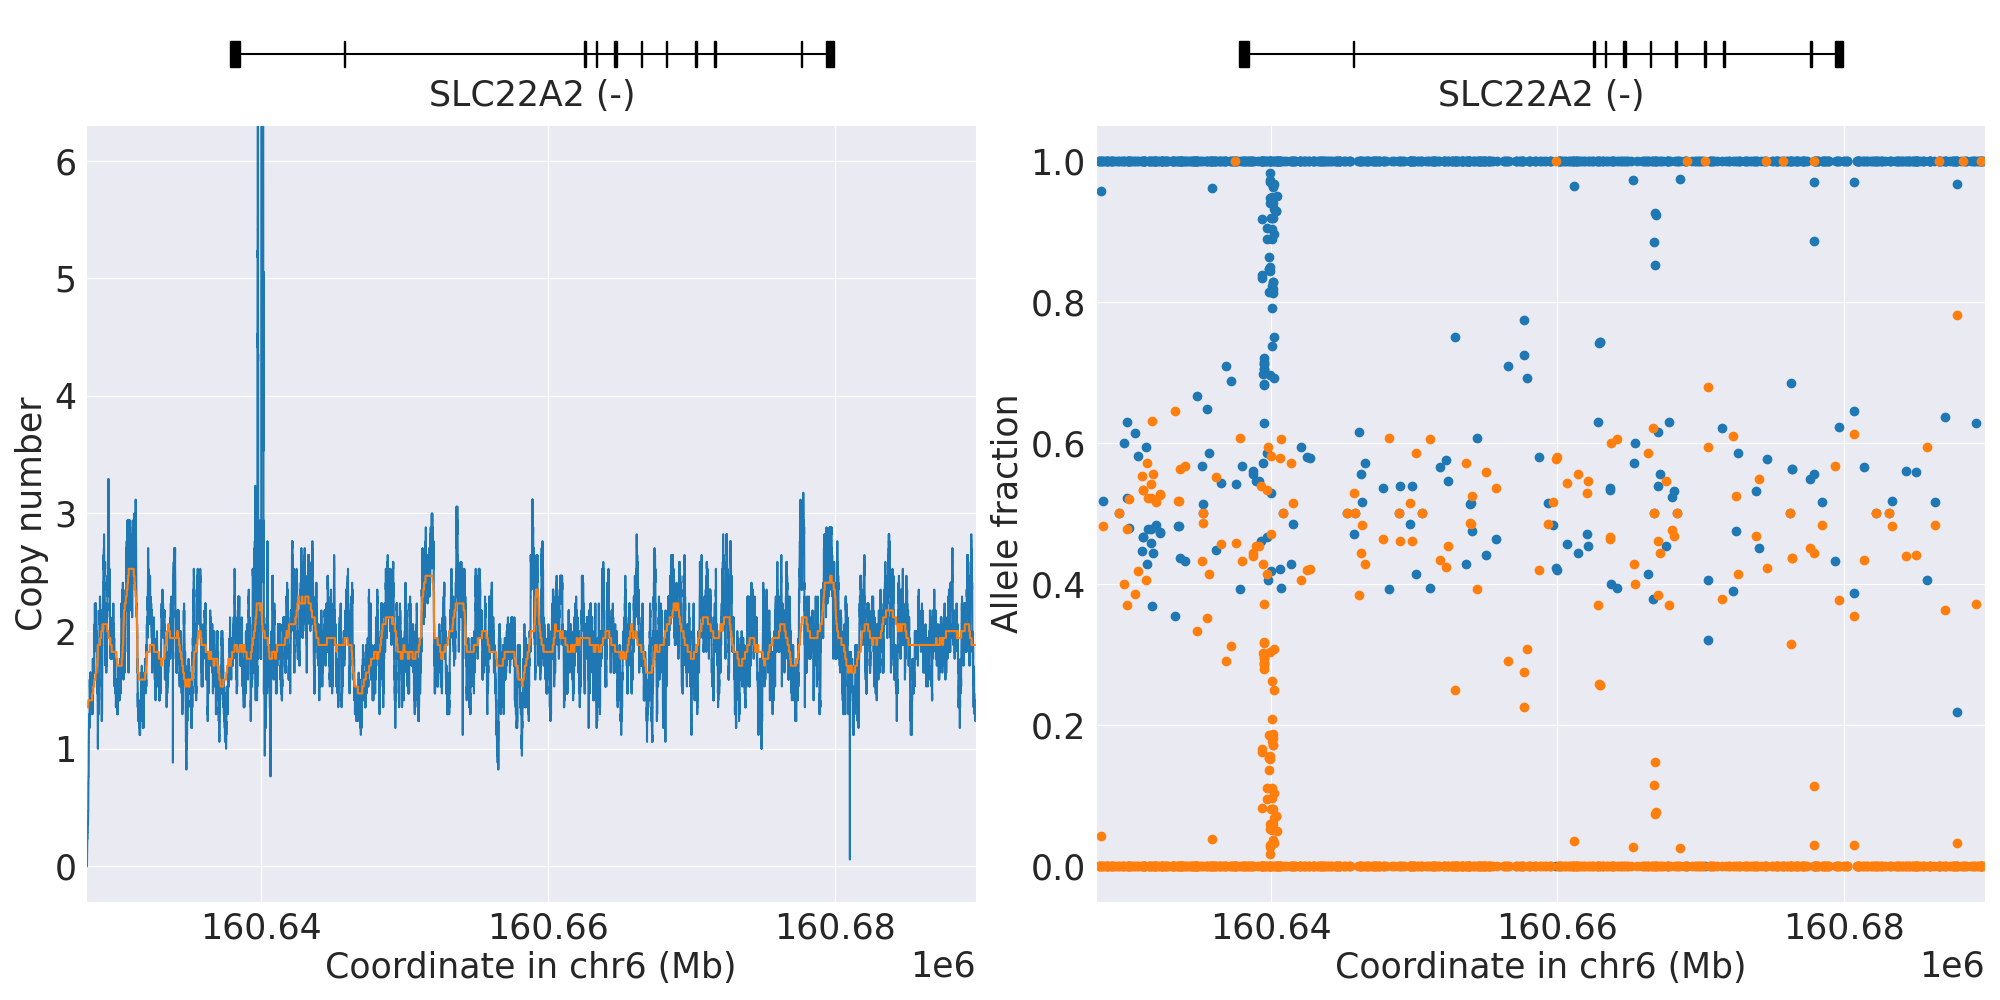 SLC22A2 (-)
Copy number
6
5
4
3
2
1
0
160.64
160.66
160.68
Coordinate in chr6 (Mb)
1e6
SLC22A2 (-)
Allele fraction
1.0
0.8
0.6
0.4
0.2
0.0
160.64
160.66
160.68
Coordinate in chr6 (Mb)
1e6